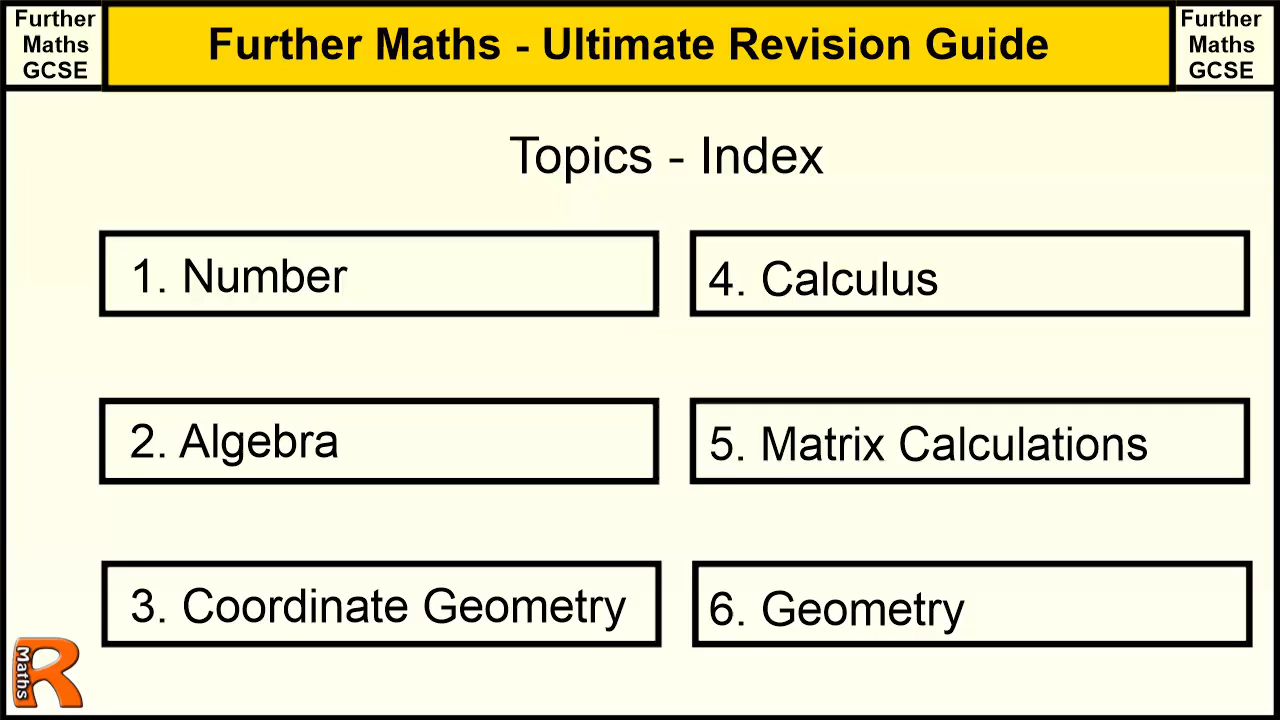 Further
Maths
GCSE
Further Maths - Ultimate Revision Guide
Further
Maths
GCSE
Topics - Index
1. Number
4. Calculus
2. Algebra
5. Matrix Calculations
3. Coordinate Geometry
6. Geometry
R
Maths